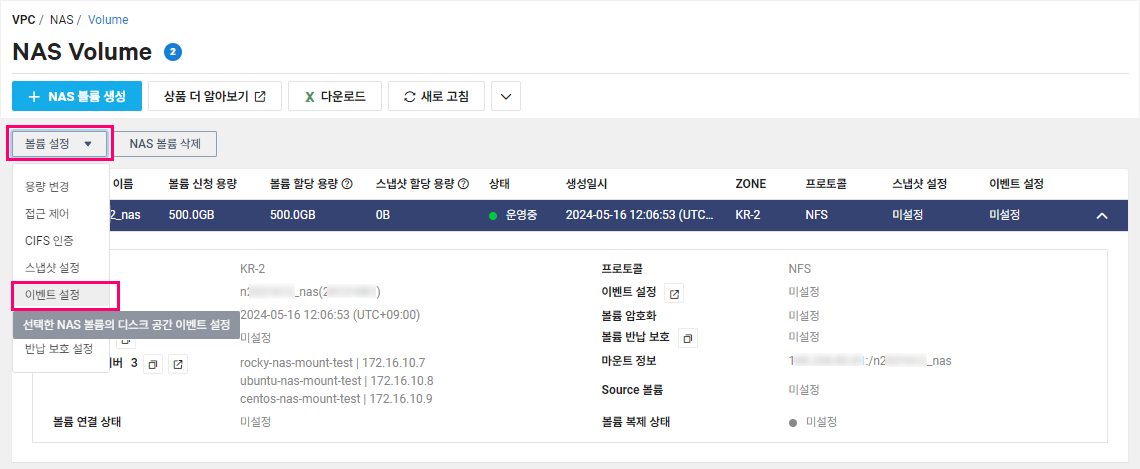 VPC / NAS / Volume
NAS Volume 2
+ NAS 볼륨 생성 상품 더 알아보기 X 다운로드 새로 고침
볼륨 설정 NAS 볼륨 삭제
이름 볼륨 신청 용량 볼륨 할당 용량 ? 스냅샷 할당 용량 ? 상태 생성일시 ZONE 프로토콜 스냅샷 설정 이벤트 설정
용량 변경
접근 제어
2_nas 500.0GB 500.0GB 0B 운영중 2024-05-16 12:06:53 (UTC... KR-2 NFS 미설정 미설정
CIFS 인증
스냅샷 설정
이벤트 설정
선택한 NAS 볼륨의 디스크 공간 이벤트 설정
반납 보호 설정
KR-2
_nas(
)
2024-05-16 12:06:53 (UTC+09:00)
미설정
버 3
rocky-nas-mount-test | 172.16.10.7
ubuntu-nas-mount-test | 172.16.10.8
centos-nas-mount-test | 172.16.10.9
볼륨 연결 상태 미설정
프로토콜 NFS
이벤트 설정 미설정
볼륨 암호화 미설정
볼륨 반납 보호 미설정
마운트 정보 :/n2 _nas
Source 볼륨 미설정
볼륨 복제 상태 미설정